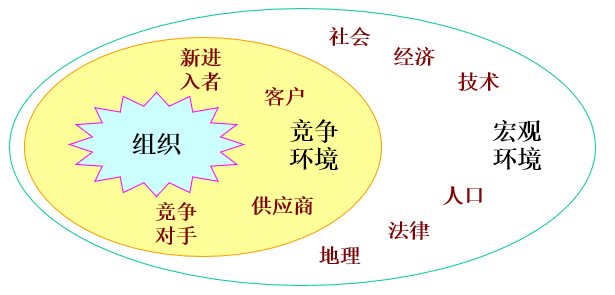 社会
经济
技术
新进
入者
客户
组织
竞争
环境
宏观
环境
人口
供应商
竞争
对手
法律
地理